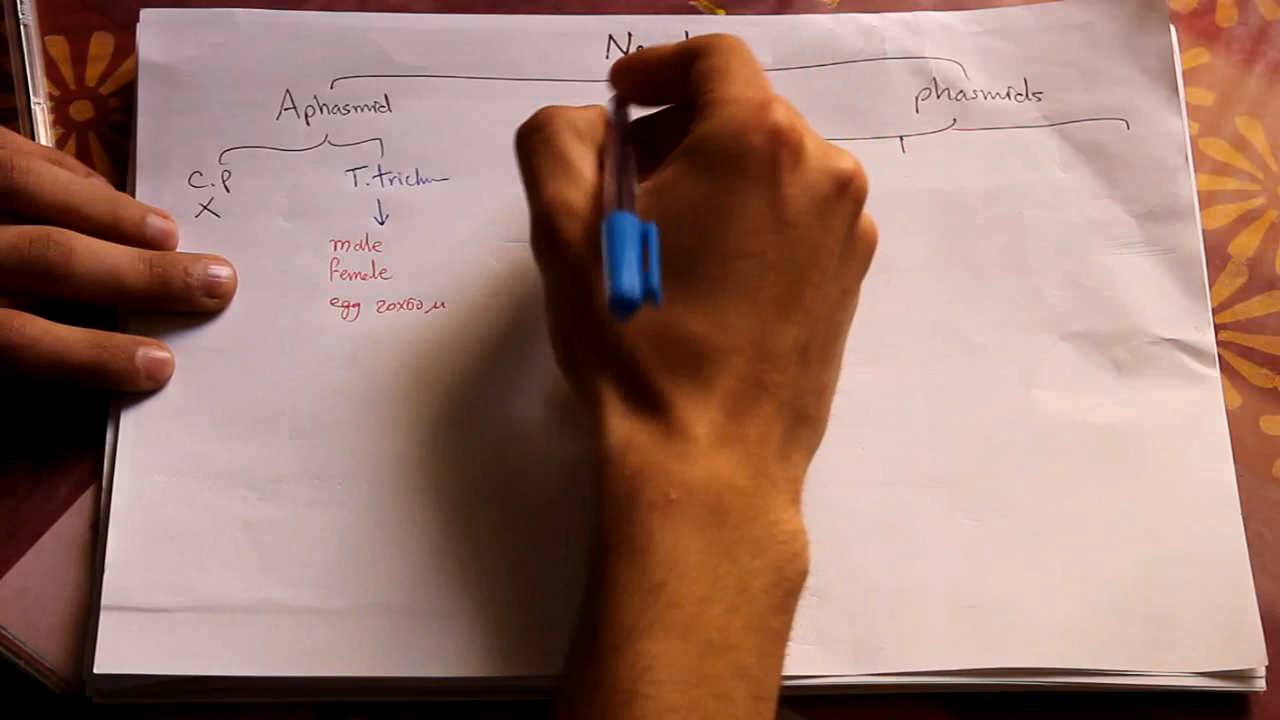 Aphasmid
phasmids
C.P
X
T.trichu
male
female
egg 20x60 µ